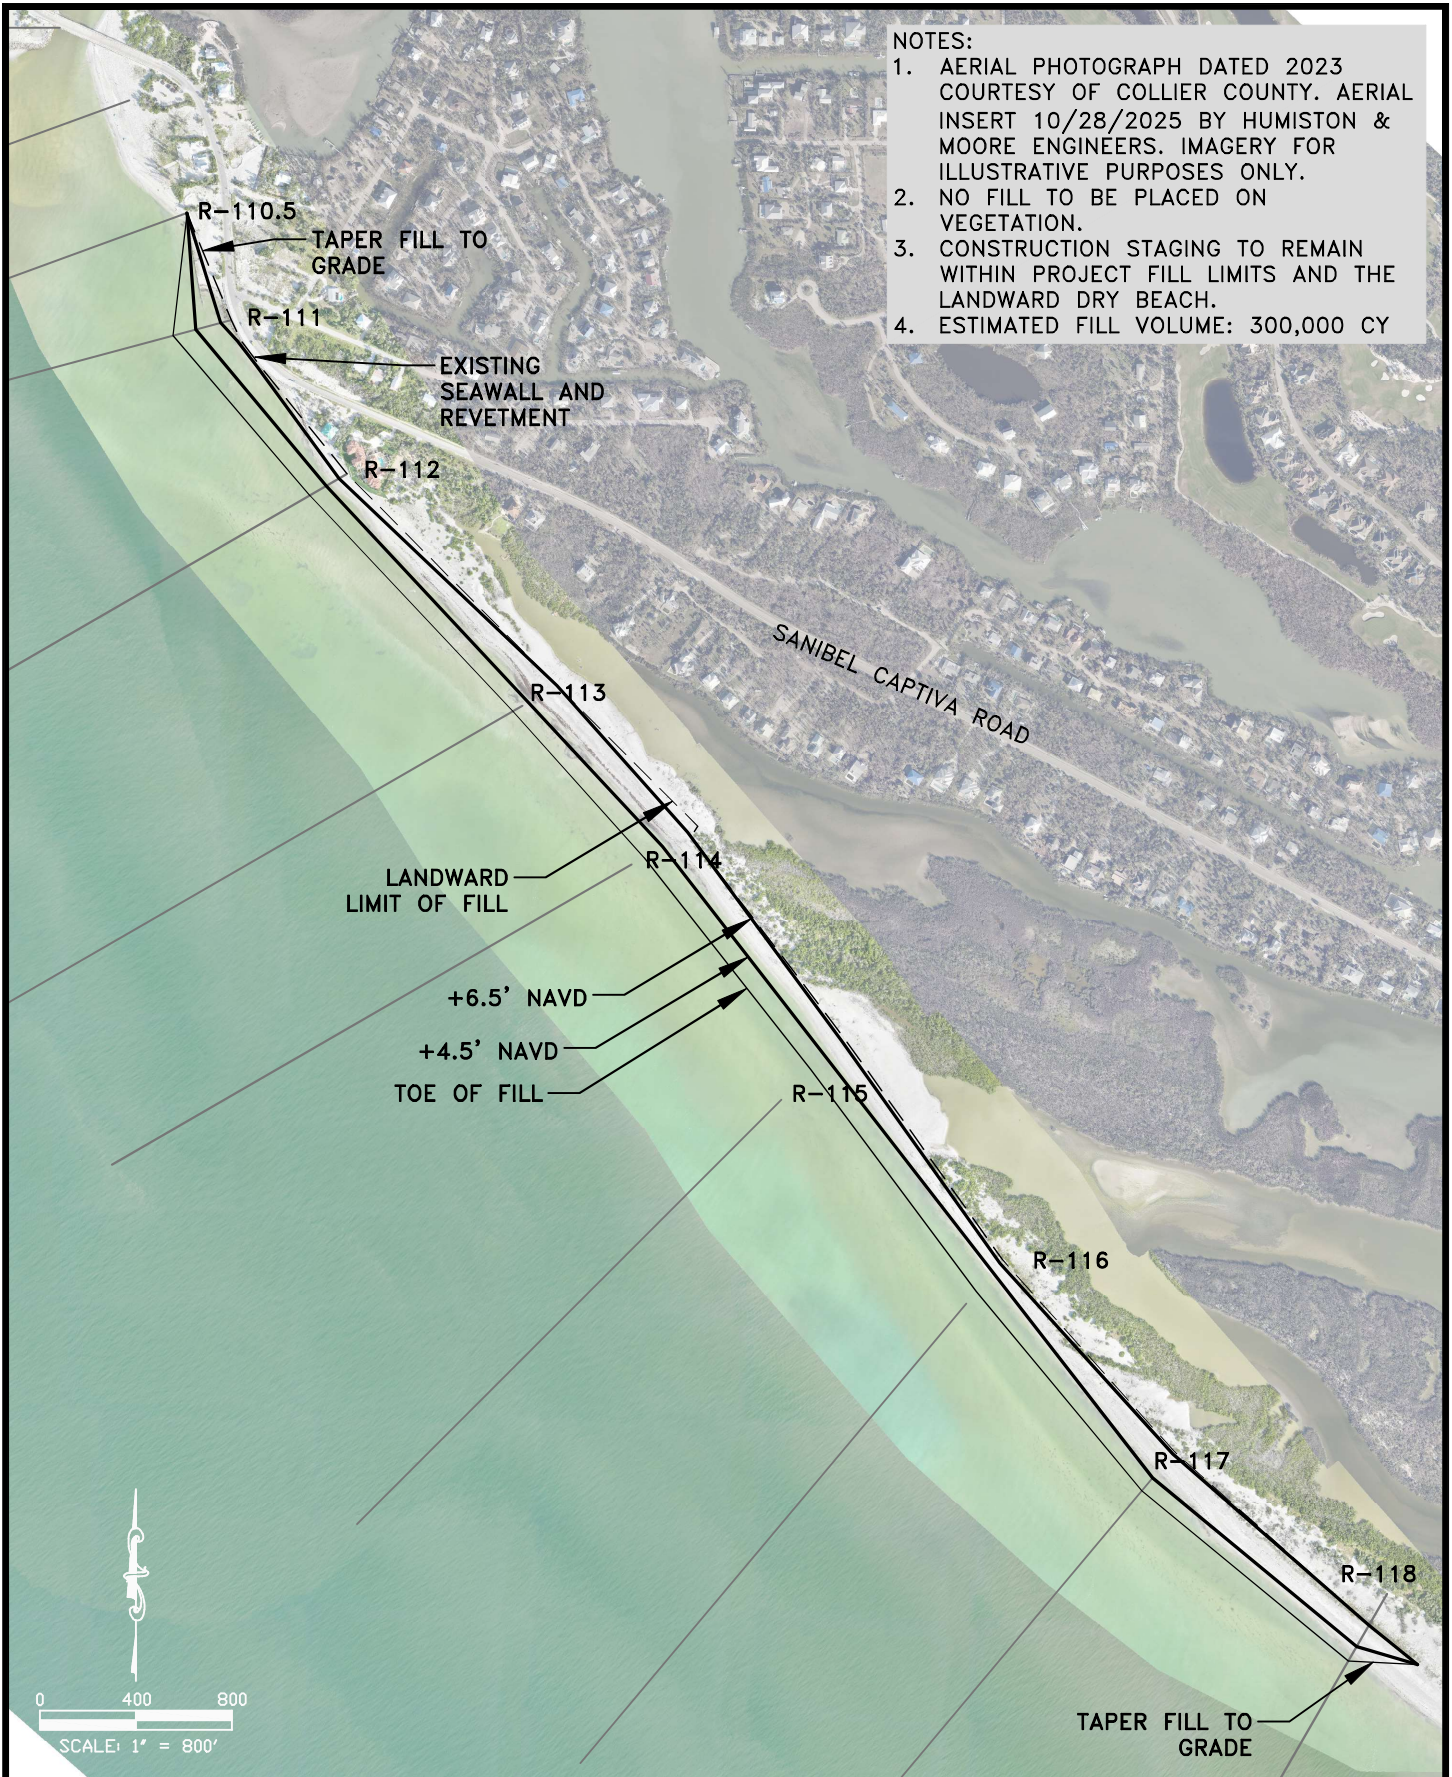 NOTES:
1. AERIAL PHOTOGRAPH DATED 2023
COURTESY OF COLLIER COUNTY. AERIAL
INSERT 10/28/2025 BY HUMISTON &
MOORE ENGINEERS. IMAGERY FOR
ILLUSTRATIVE PURPOSES ONLY.
2. NO FILL TO BE PLACED ON
VEGETATION.
3. CONSTRUCTION STAGING TO REMAIN
WITHIN PROJECT FILL LIMITS AND THE
LANDWARD DRY BEACH.
4. ESTIMATED FILL VOLUME: 300,000 CY
R-110.5
TAPER FILL TO
GRADE
R-111
EXISTING
SEAWALL AND
REVETMENT
R-112
SANIBEL CAPTIVA ROAD
R-113
R-114
LANDWARD
LIMIT OF FILL
+6.5' NAVD
+4.5' NAVD
TOE OF FILL
R-115
R-116
R-117
R-118
TAPER FILL TO
GRADE
0 400 800
SCALE: 1" = 800'